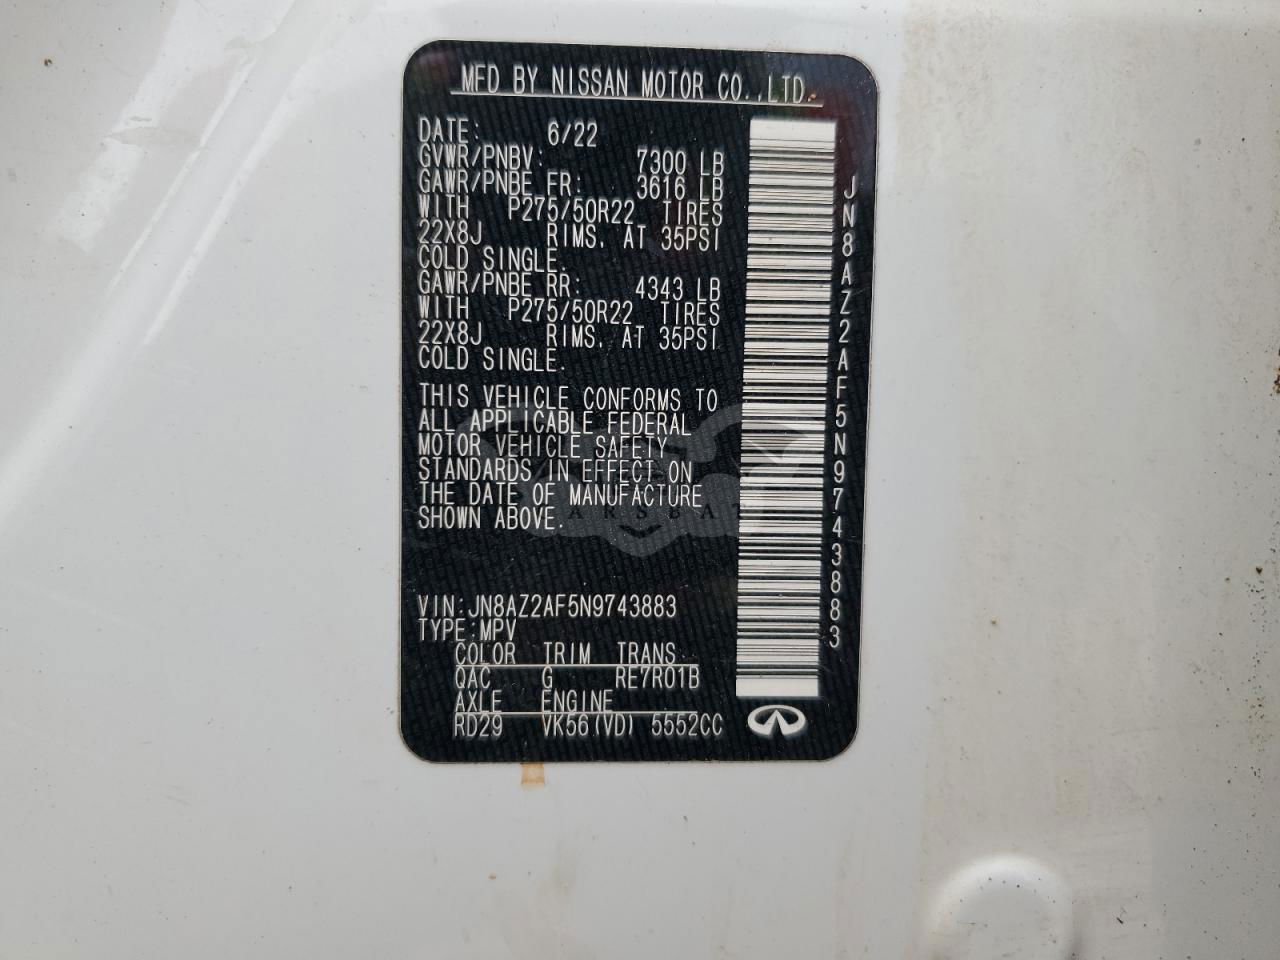 MFD BY NISSAN MOTOR CO.,LTD.
DATE: 6/22
GVWR/PNBV: 7300 LB
GAWR/PNBE FR: 3616 LB
WITH P275/50R22 TIRES
22X8J RIMS. AT 35PSI
COLD SINGLE.
GAWR/PNBE RR: 4343 LB
WITH P275/50R22 TIRES
22X8J RIMS. AT 35PSI
COLD SINGLE.
THIS VEHICLE CONFORMS TO
ALL APPLICABLE FEDERAL
MOTOR VEHICLE SAFETY
STANDARDS IN EFFECT ON
THE DATE OF MANUFACTURE
SHOWN ABOVE.
VIN:JN8AZ2AF5N9743883
TYPE:MPV
COLOR TRIM TRANS
QAC G RE7R01B
AXLE ENGINE
RD29 VK56(VD) 5552CC
JN8AZ2AF5N9743883